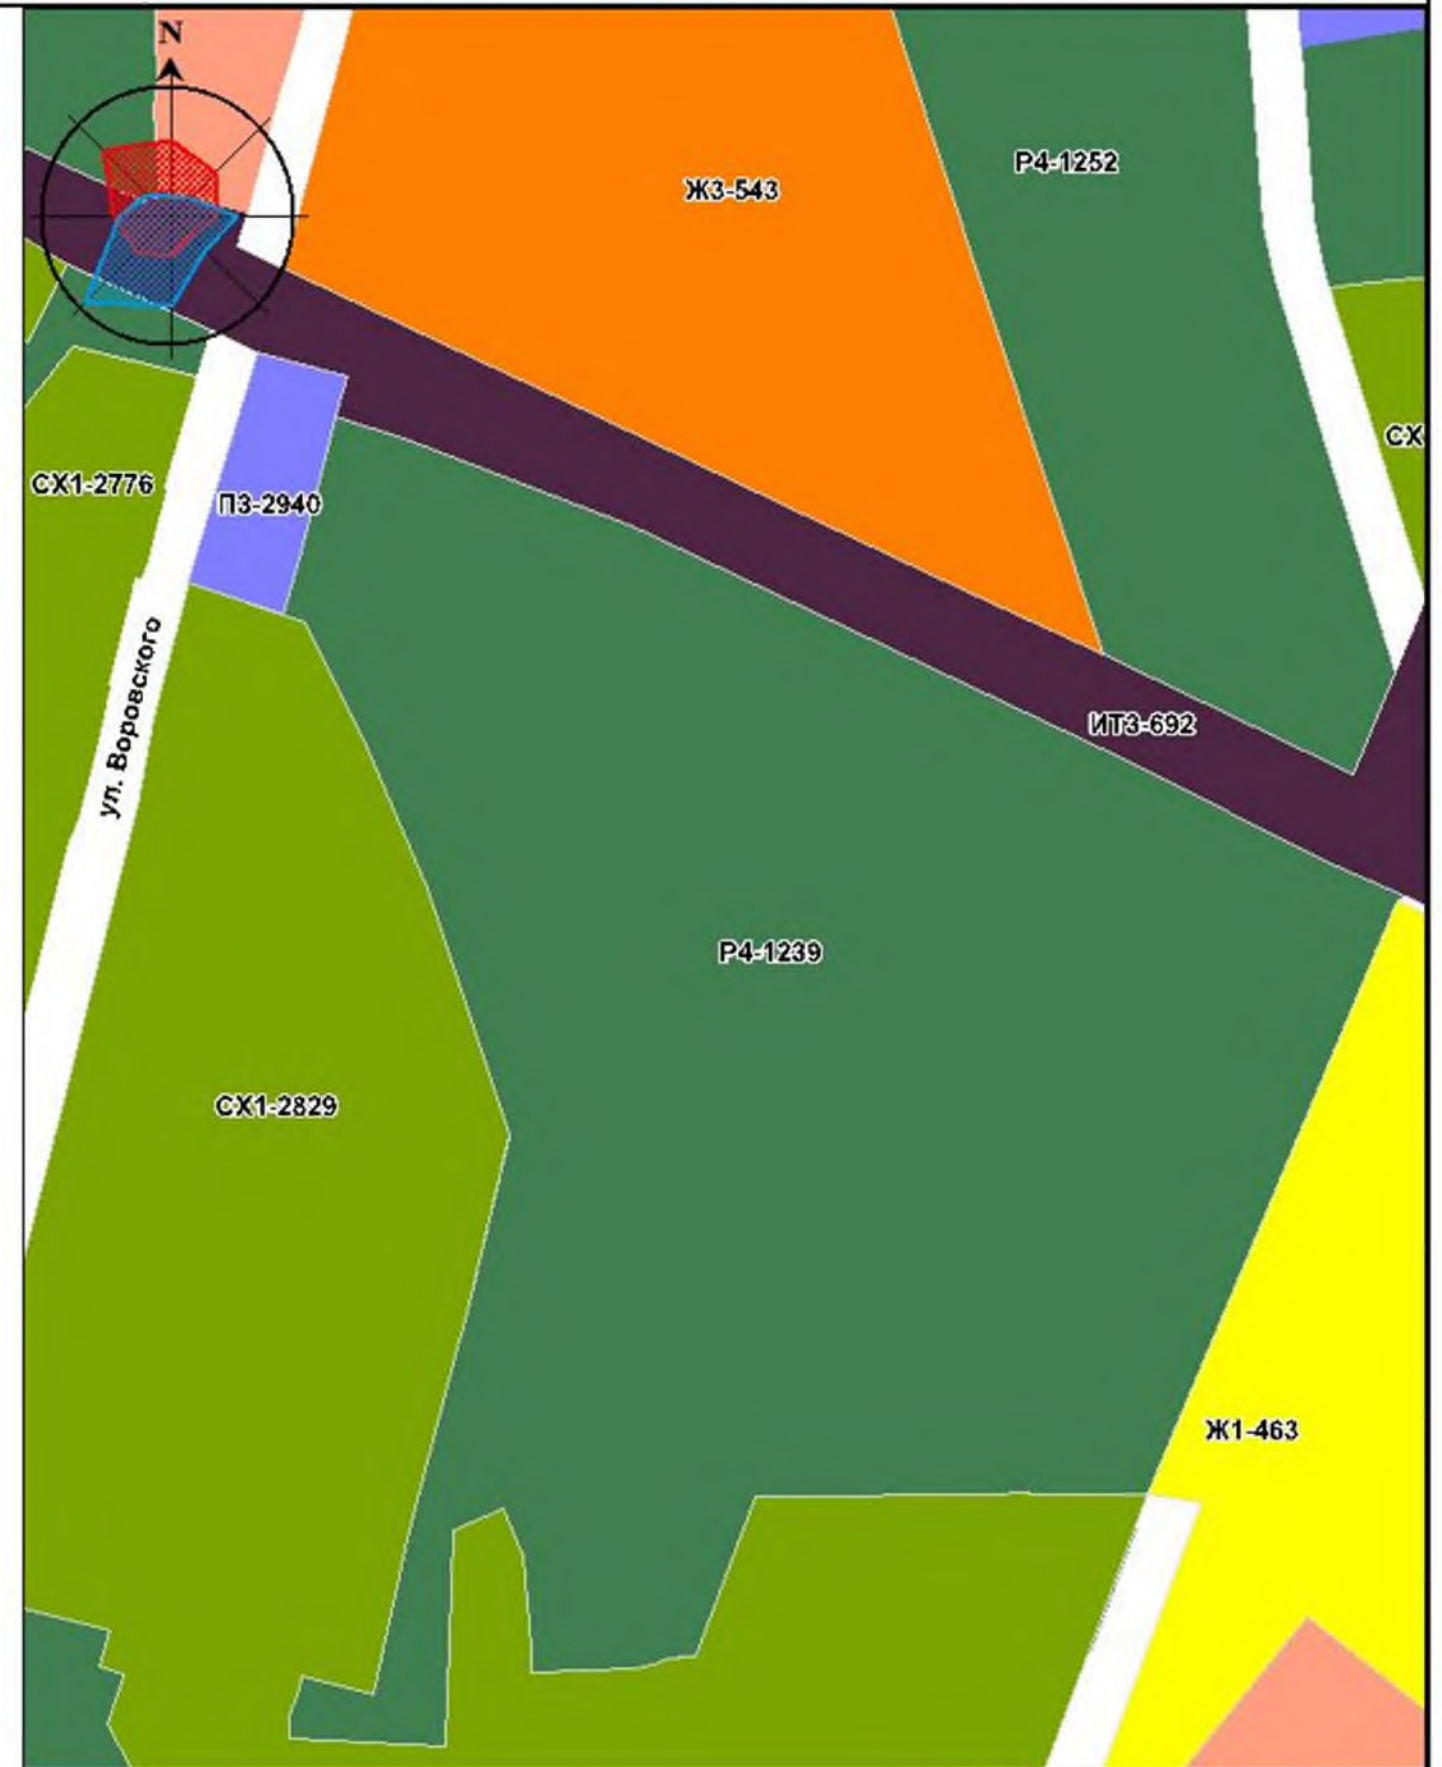 N
Р4-1252
Ж3-543
СХ
СХ1-2776
П3-2940
ул. Воровского
ИТ3-692
Р4-1239
СХ1-2829
Ж1-463